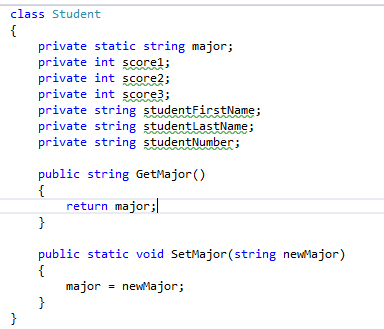 class Student
{
    private static string major;
    private int score1;
    private int score2;
    private int score3;
    private string studentFirstName;
    private string studentLastName;
    private string studentNumber;

    public string GetMajor()
    {
        return major;
    }

    public static void SetMajor(string newMajor)
    {
        major = newMajor;
    }
}